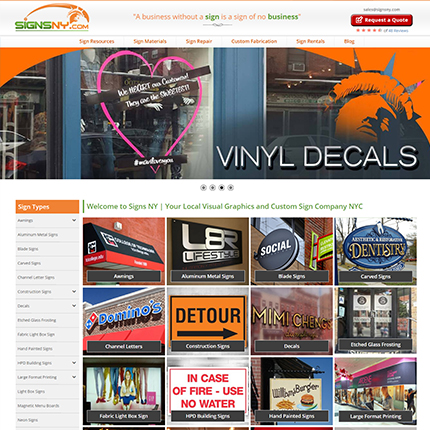 SIGNSNY.COM
"A business without a sign is a sign of no business"
sales@signsny.com
Request a Quote
Sign Resources Sign Materials Sign Repair Custom Fabrication Sign Rentals Blog
We HEART our Customers!
They are the SWEETEST!
VINYL DECALS
Sign Types
Welcome to Signs NY | Your Local Visual Graphics and Custom Sign Company NYC
Awnings
Aluminum Metal Signs
Blade Signs
Carved Signs
Channel Letter Signs
Construction Signs
Decals
Etched Glass Frosting
Fabric Light Box Sign
Hand Painted Signs
HPD Building Signs
Large Format Printing
Light Box Signs
Magnetic Menu Boards
Neon Signs
Awnings
L8R
LIFESTYLE
Aluminum Metal Signs
SOCIAL
Blade Signs
AESTHETIC & RESTORATIVE
DENTISTRY
Carved Signs
Domino's
Channel Letters
DETOUR
Construction Signs
MIMI CHENG'S
Decals
Etched Glass Frosting
Fabric Light Box Sign
IN CASE
OF FIRE - USE
NO WATER
HPD Building Signs
WilliamBurger
Hand Painted Signs
Large Format Printing